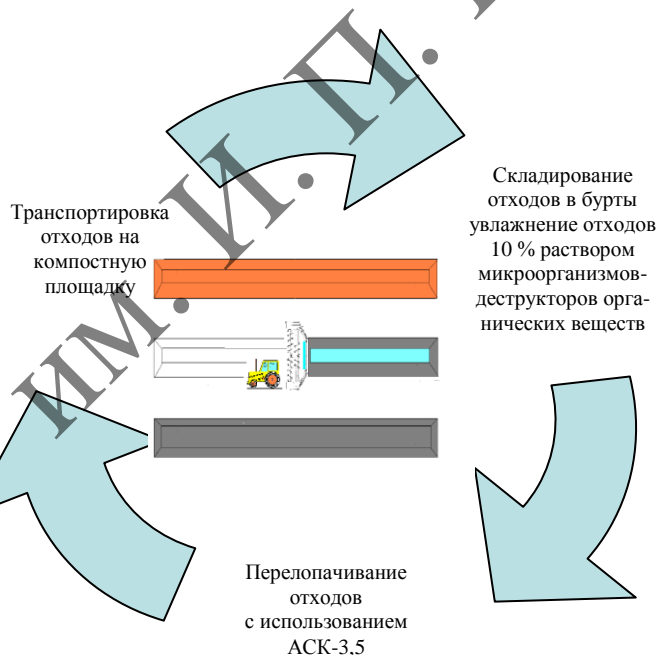 Транспортировка
отходов на
компостную
площадку
Складирование
отходов в бурты
увлажнение отходов
10 % раствором
микроорганизмов-
деструкторов орга-
нических веществ
Перелопачивание
отходов
с использованием
АСК-3,5
ИМ. И. П.